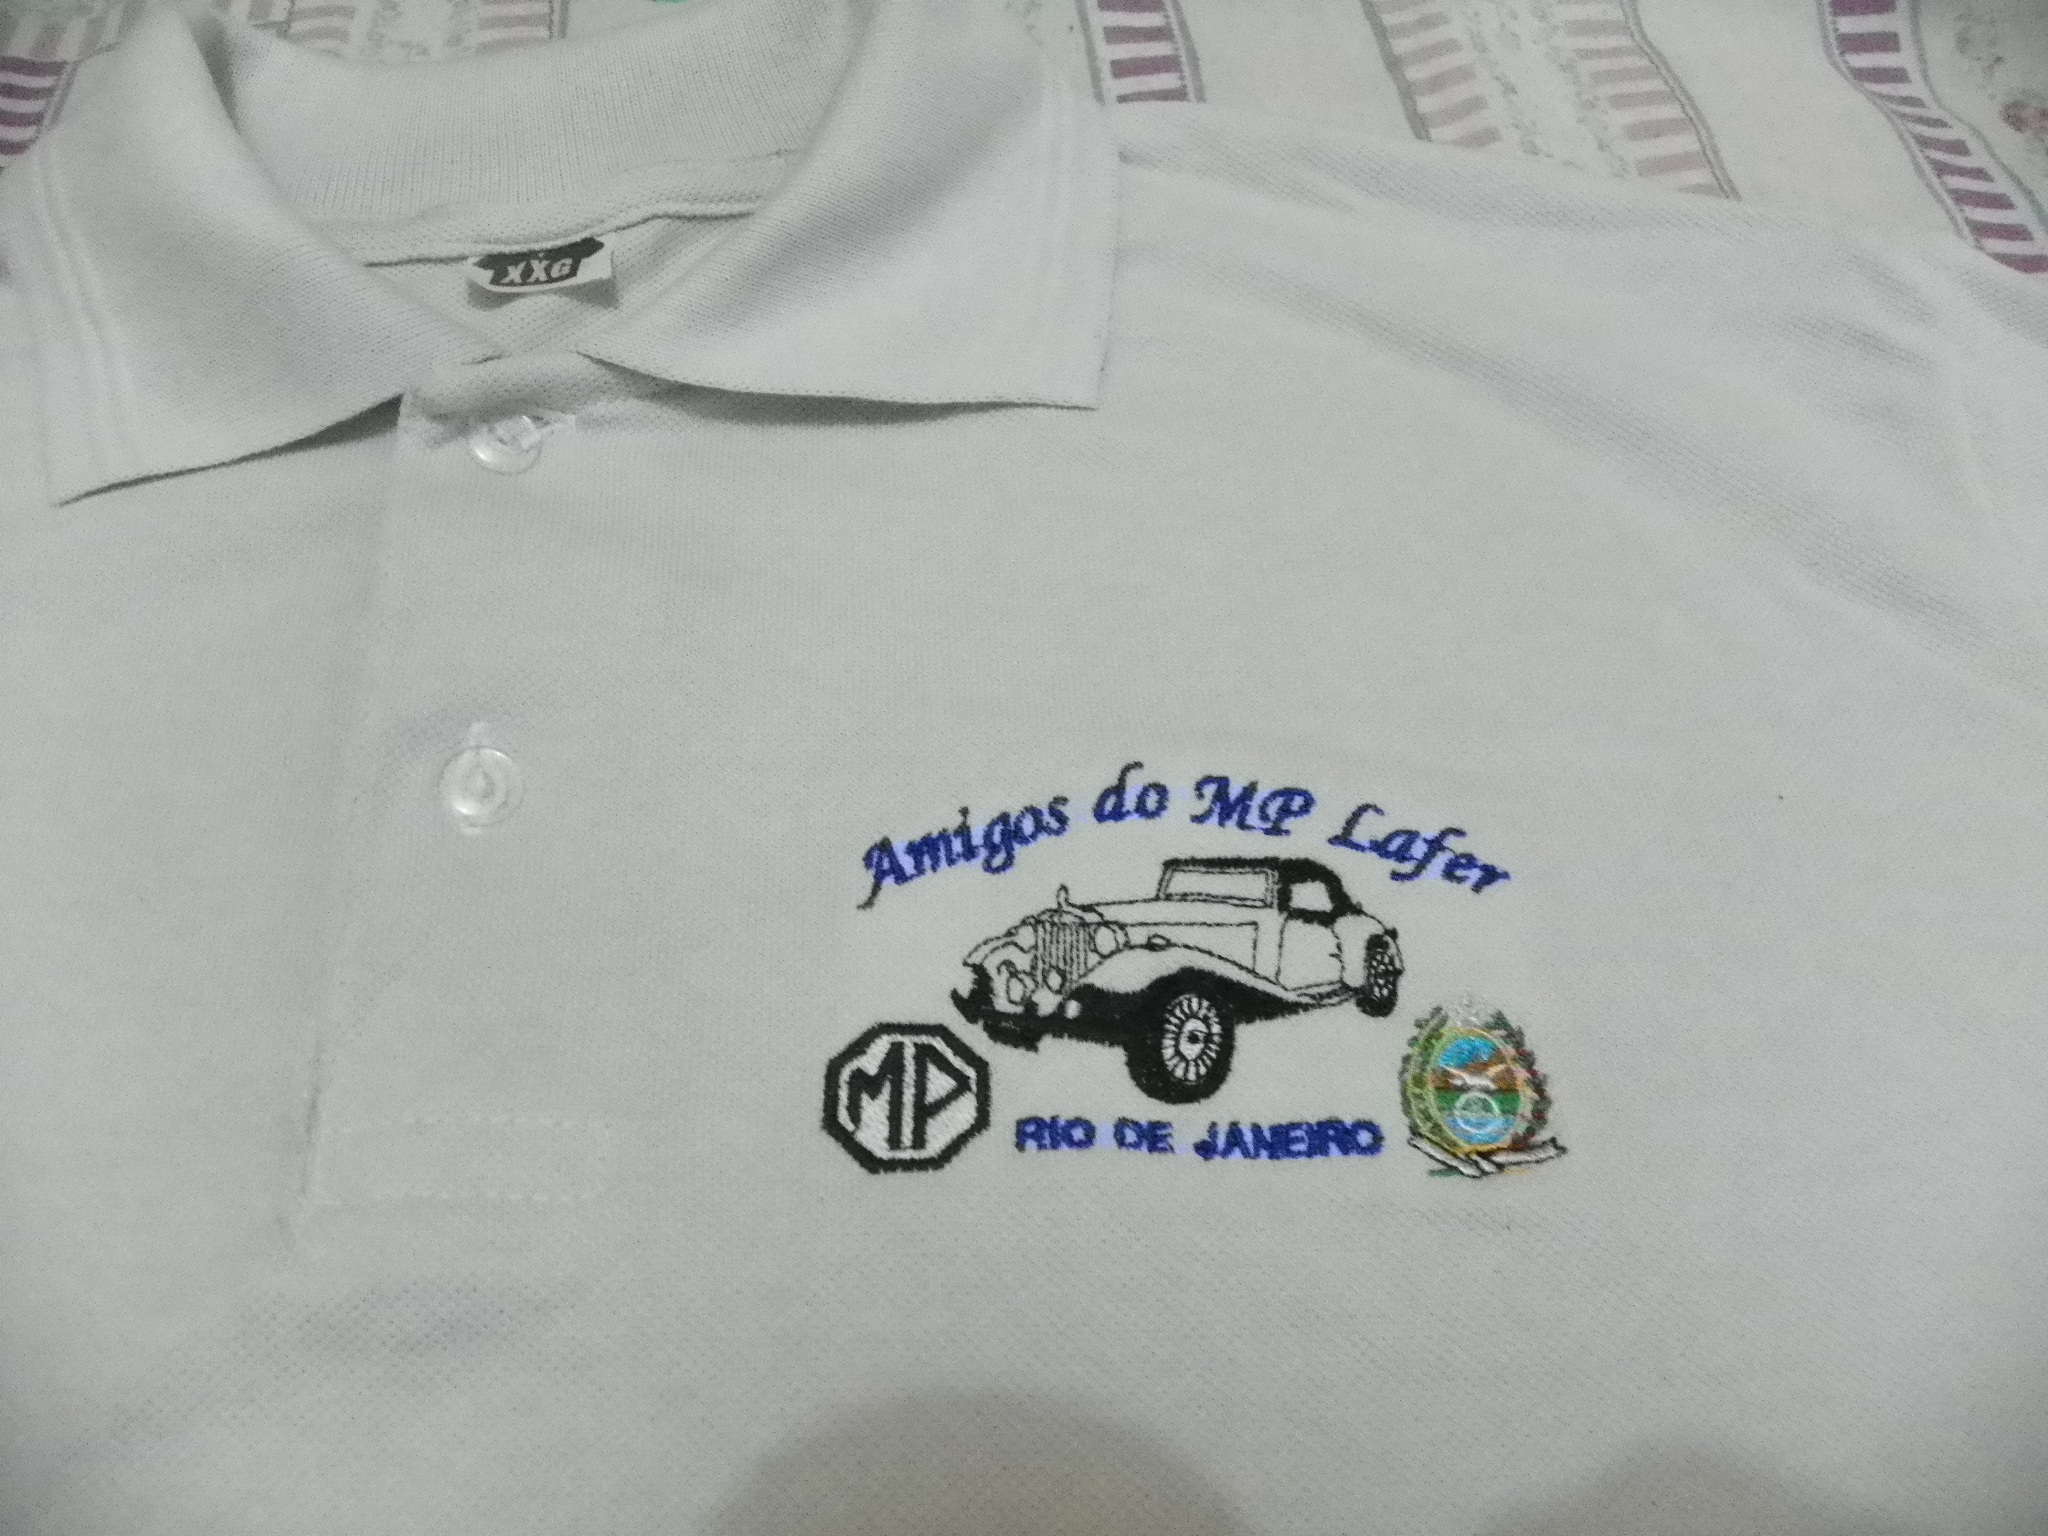 XXG
Amigos do MP Lafer
MP
RIO DE JANEIRO